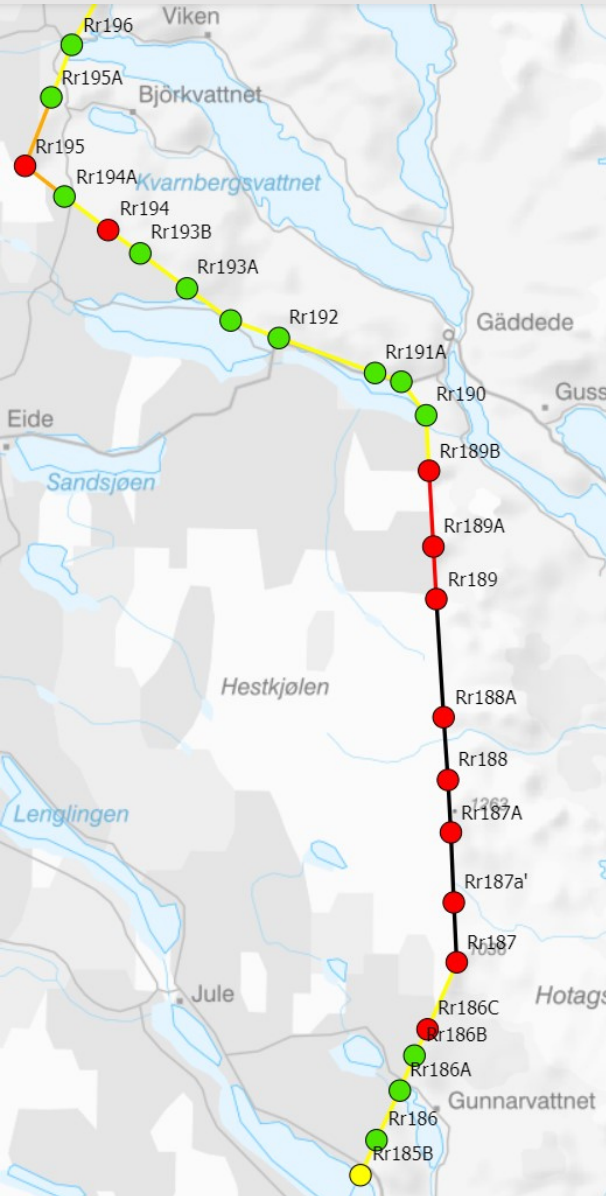 Viken
Rr196
Rr195A
Björkvattnet
Rr195
Rr194A
Kvarnbergsvattnet
Rr194
Rr193B
Rr193A
Rr192
Gäddede
Rr191A
Rr190
Guss
Eide
Rr189B
Sandsjøen
Rr189A
Rr189
Hestkjølen
Rr188A
Rr188
1262
Rr187A
Lenglingen
Rr187a'
Rr187
Jule
Hotags
Rr186C
Rr186B
Rr186A
Gunnarvattnet
Rr186
Rr185B